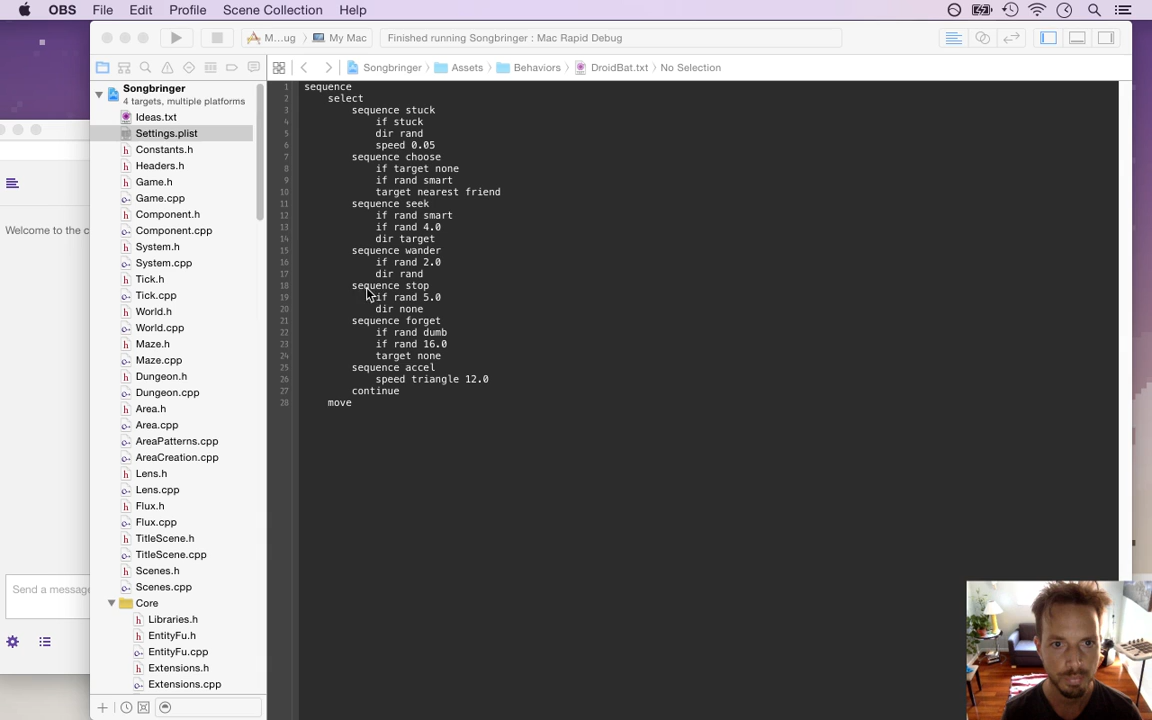 OBS File Edit Profile Scene Collection Help
M...ug My Mac Finished running Songbringer : Mac Rapid Debug
Songbringer Assets Behaviors DroidBat.txt No Selection
Songbringer
4 targets, multiple platforms
Ideas.txt
Settings.plist
Constants.h
Headers.h
Game.h
Game.cpp
Component.h
Component.cpp
System.h
System.cpp
Tick.h
Tick.cpp
World.h
World.cpp
Maze.h
Maze.cpp
Dungeon.h
Dungeon.cpp
Area.h
Area.cpp
AreaPatterns.cpp
AreaCreation.cpp
Lens.h
Lens.cpp
Flux.h
Flux.cpp
TitleScene.h
TitleScene.cpp
Scenes.h
Scenes.cpp
Core
Libraries.h
EntityFu.h
EntityFu.cpp
Extensions.h
Extensions.cpp
1 sequence
2 select
3 sequence stuck
4 if stuck
5 dir rand
6 speed 0.05
7 sequence choose
8 if target none
9 if rand smart
10 target nearest friend
11 sequence seek
12 if rand smart
13 if rand 4.0
14 dir target
15 sequence wander
16 if rand 2.0
17 dir rand
18 sequence stop
19 if rand 5.0
20 dir none
21 sequence forget
22 if rand dumb
23 if rand 16.0
24 target none
25 sequence accel
26 speed triangle 12.0
27 continue
28 move
Welcome to the c
Send a message